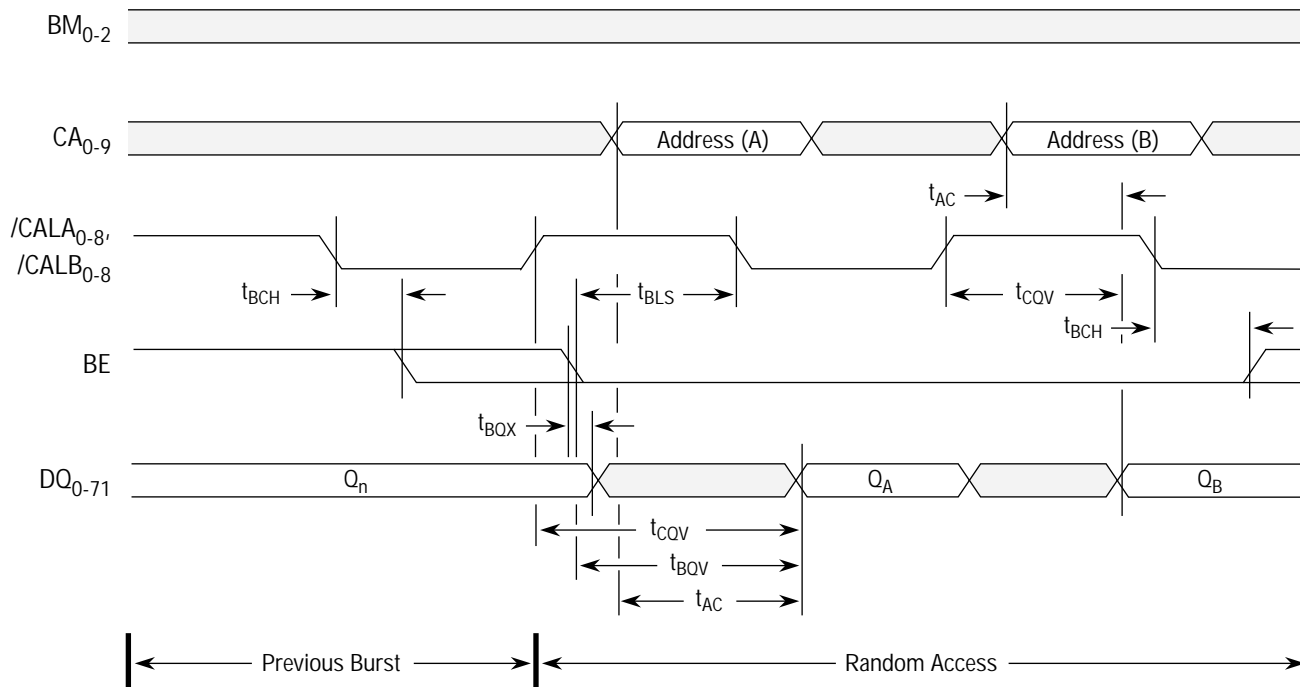 BM0-2
CA0-9
Address (A)
Address (B)
tAC
/CALA0-8,
/CALB0-8
tBCH
tBLS
tCQV
tBCH
BE
tBQX
DQ0-71
Qn
QA
QB
tCQV
tBQV
tAC
Previous Burst
Random Access